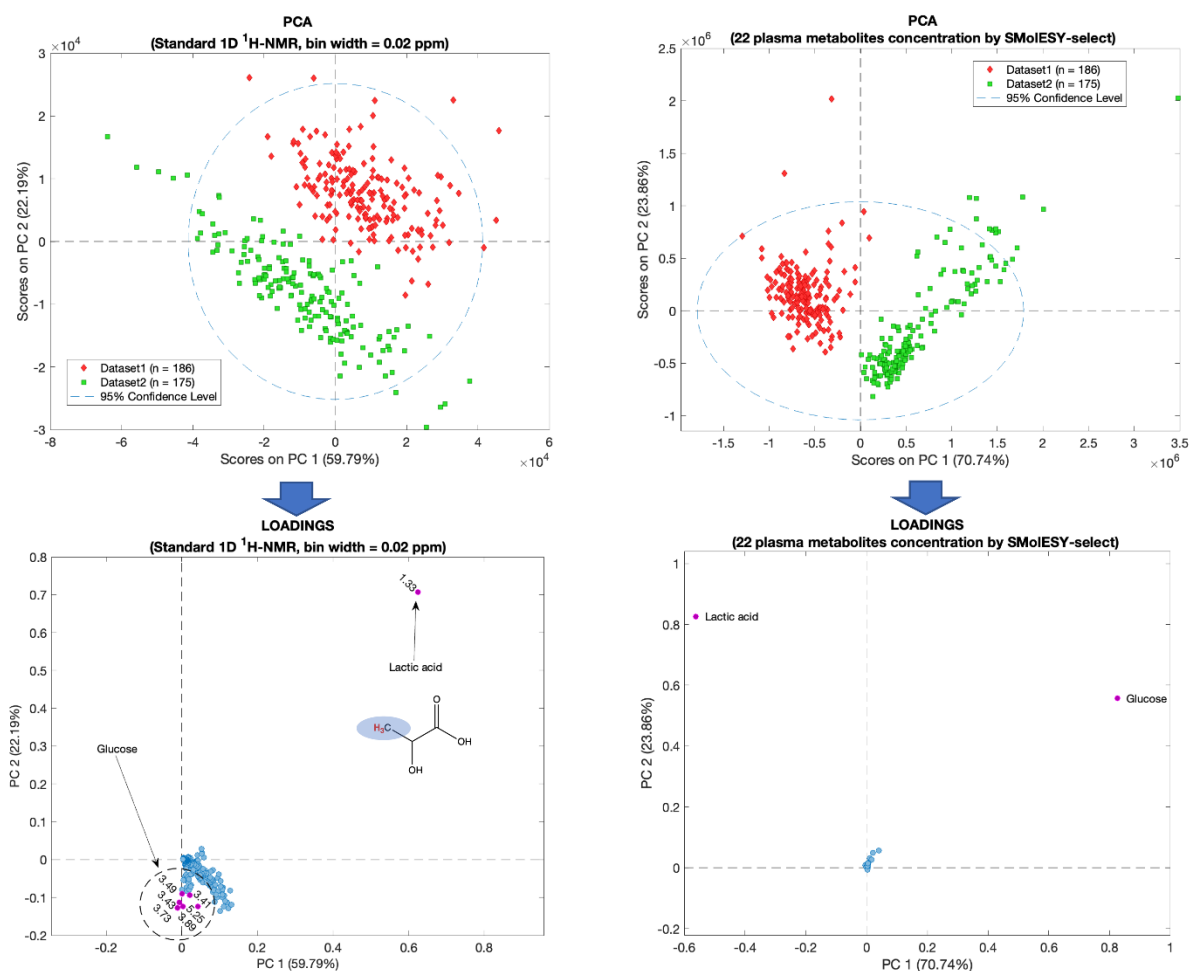 PCA
(Standard 1D ¹H-NMR, bin width = 0.02 ppm)
3
×10⁴
2
1
0
-1
-2
-3
Scores on PC 2 (22.19%)
Dataset1 (n = 186)
Dataset2 (n = 175)
95% Confidence Level
-8
-6
-4
-2
0
2
4
6
Scores on PC 1 (59.79%)
×10⁴
PCA
(22 plasma metabolites concentration by SMolESY-select)
2.5
×10⁶
2
1.5
1
0.5
0
-0.5
-1
Scores on PC 2 (23.86%)
Dataset1 (n = 186)
Dataset2 (n = 175)
95% Confidence Level
-1.5
-1
-0.5
0
0.5
1
1.5
2
2.5
3
3.5
Scores on PC 1 (70.74%)
×10⁶
LOADINGS
(Standard 1D ¹H-NMR, bin width = 0.02 ppm)
0.8
0.7
0.6
0.5
0.4
0.3
0.2
0.1
0
-0.1
-0.2
PC 2 (22.19%)
1.33
Lactic acid
H₃C
O
OH
OH
Glucose
3.49
3.41
3.43
5.25
3.73
3.89
-0.2
0
0.2
0.4
0.6
0.8
PC 1 (59.79%)
LOADINGS
(22 plasma metabolites concentration by SMolESY-select)
1
0.8
0.6
0.4
0.2
0
-0.2
PC 2 (23.86%)
Lactic acid
Glucose
-0.6
-0.4
-0.2
0
0.2
0.4
0.6
0.8
1
PC 1 (70.74%)